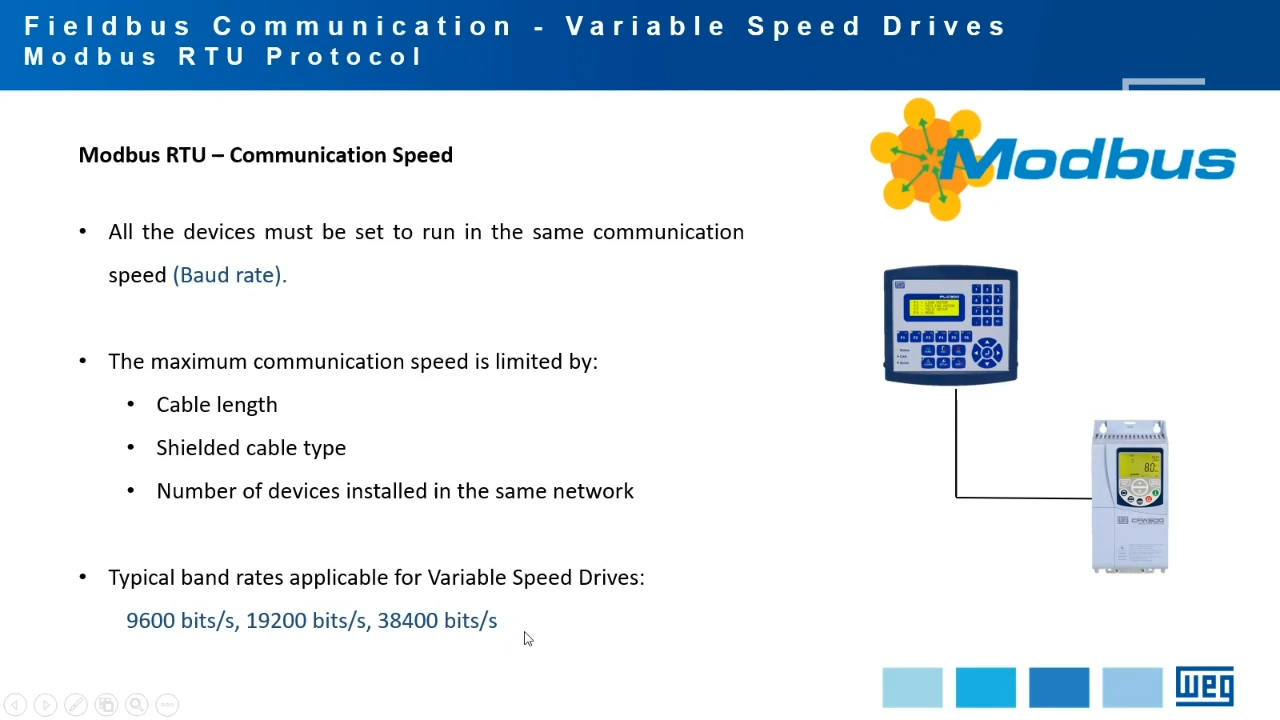 Fieldbus Communication - Variable Speed Drives
Modbus RTU Protocol
Modbus RTU – Communication Speed
Modbus
• All the devices must be set to run in the same communication
speed (Baud rate).
• The maximum communication speed is limited by:
• Cable length
• Shielded cable type
• Number of devices installed in the same network
• Typical band rates applicable for Variable Speed Drives:
9600 bits/s, 19200 bits/s, 38400 bits/s
PLC300
CFW500
WEG